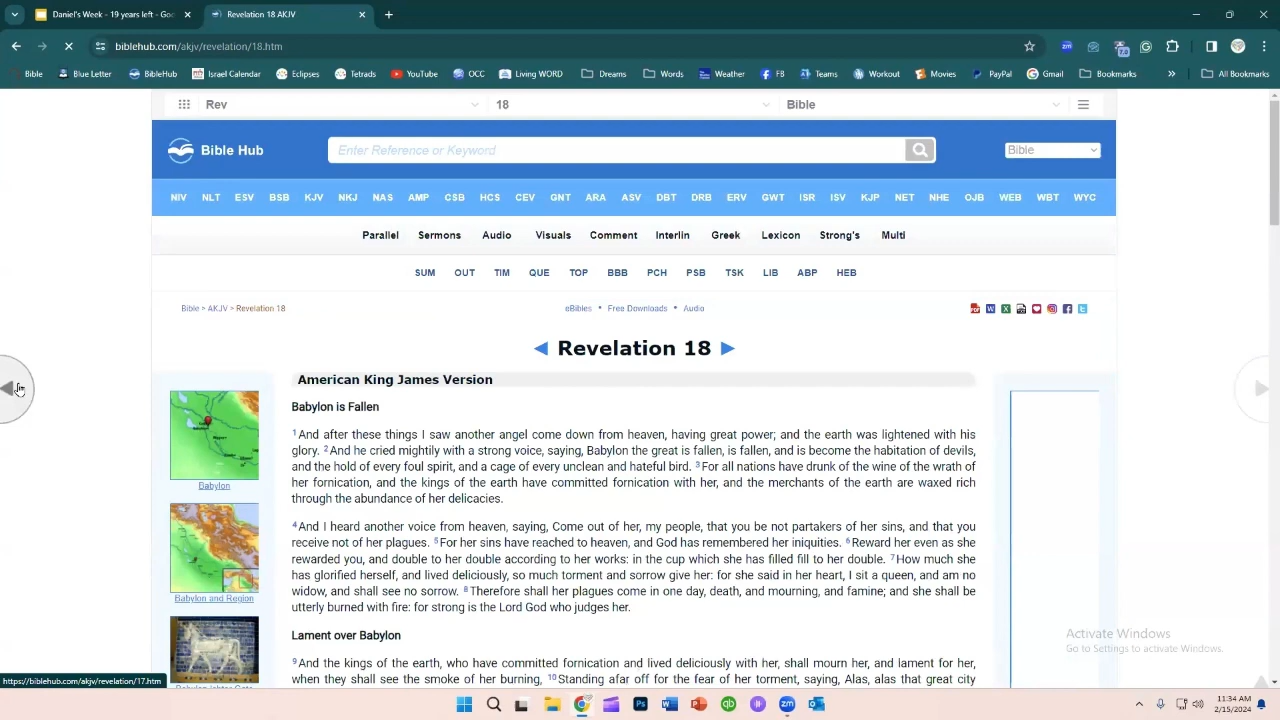 Daniel's Week - 19 years left - Goo
Revelation 18 AKJV
biblehub.com/akjv/revelation/18.htm
Bible Blue Letter BibleHub Israel Calendar Eclipses Tetrads YouTube OCC Living WORD Dreams Words Weather FB Teams Workout Movies PayPal Gmail Bookmarks » All Bookmarks
Rev 18 Bible
Bible Hub Enter Reference or Keyword Bible
NIV NLT ESV BSB KJV NKJ NAS AMP CSB HCS CEV GNT ARA ASV DBT DRB ERV GWT ISR ISV KJP NET NHE OJB WEB WBT WYC
Parallel Sermons Audio Visuals Comment Interlin Greek Lexicon Strong's Multi
SUM OUT TIM QUE TOP BBB PCH PSB TSK LIB ABP HEB
Bible > AKJV > Revelation 18 eBibles • Free Downloads • Audio
◄ Revelation 18 ►
American King James Version
Babylon is Fallen
1And after these things I saw another angel come down from heaven, having great power; and the earth was lightened with his
glory. 2And he cried mightily with a strong voice, saying, Babylon the great is fallen, is fallen, and is become the habitation of devils,
and the hold of every foul spirit, and a cage of every unclean and hateful bird. 3For all nations have drunk of the wine of the wrath of
her fornication, and the kings of the earth have committed fornication with her, and the merchants of the earth are waxed rich
through the abundance of her delicacies.
Babylon
4And I heard another voice from heaven, saying, Come out of her, my people, that you be not partakers of her sins, and that you
receive not of her plagues. 5For her sins have reached to heaven, and God has remembered her iniquities. 6Reward her even as she
rewarded you, and double to her double according to her works: in the cup which she has filled fill to her double. 7How much she
has glorified herself, and lived deliciously, so much torment and sorrow give her: for she said in her heart, I sit a queen, and am no
widow, and shall see no sorrow. 8Therefore shall her plagues come in one day, death, and mourning, and famine; and she shall be
utterly burned with fire: for strong is the Lord God who judges her.
Babylon and Region
Lament over Babylon
9And the kings of the earth, who have committed fornication and lived deliciously with her, shall mourn her, and lament for her,
when they shall see the smoke of her burning, 10Standing afar off for the fear of her torment, saying, Alas, alas that great city
Activate Windows
Go to Settings to activate Windows.
https://biblehub.com/akjv/revelation/17.htm
11:34 AM
2/15/2024